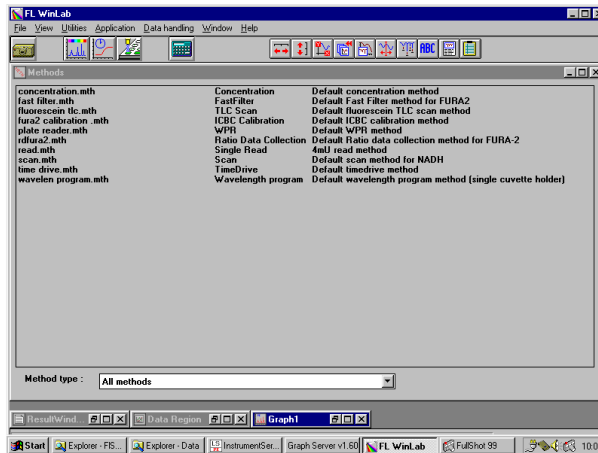 FL WinLab
File View Utilities Application Data handling Window Help
ABC
Methods
concentration.mth Concentration Default concentration method
fast filter.mth FastFilter Default Fast Filter method for FURA2
fluorescein tlc.mth TLC Scan Default fluorescein TLC scan method
fura2 calibration .mth ICBC Calibration Default ICBC calibration method
plate reader.mth WPR Default WPR method
rdfura2.mth Ratio Data Collection Default Ratio data collection method for FURA-2
read.mth Single Read 4mU read method
scan.mth Scan Default scan method for NADH
time drive.mth TimeDrive Default timedrive method
wavelen program.mth Wavelength program Default wavelength program method (single cuvette holder)
Method type : All methods
ResultWind... Data Region Graph1
Start Explorer - FIS... Explorer - Data LS InstrumentSer... Graph Server v1.60 FL WinLab FullShot 99 10:0